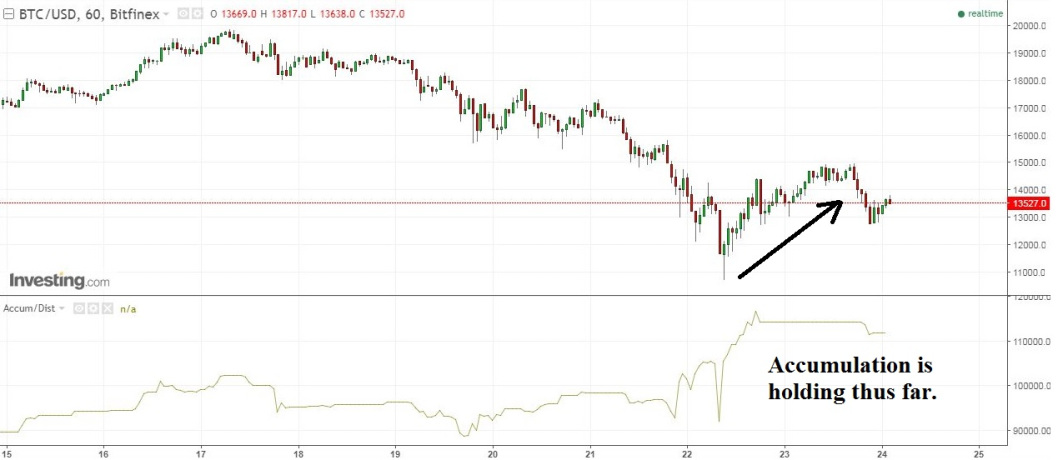 BTC/USD, 60, Bitfinex O 13669.0 H 13817.0 L 13638.0 C 13527.0 realtime
20000.0
19000.0
18000.0
17000.0
16000.0
15000.0
14000.0
13527.0
13000.0
12000.0
11000.0
Investing.com
120000.0
Accum/Dist n/a
110000.0
Accumulation is
holding thus far.
100000.0
90000.0
15 16 17 18 19 20 21 22 23 24 25